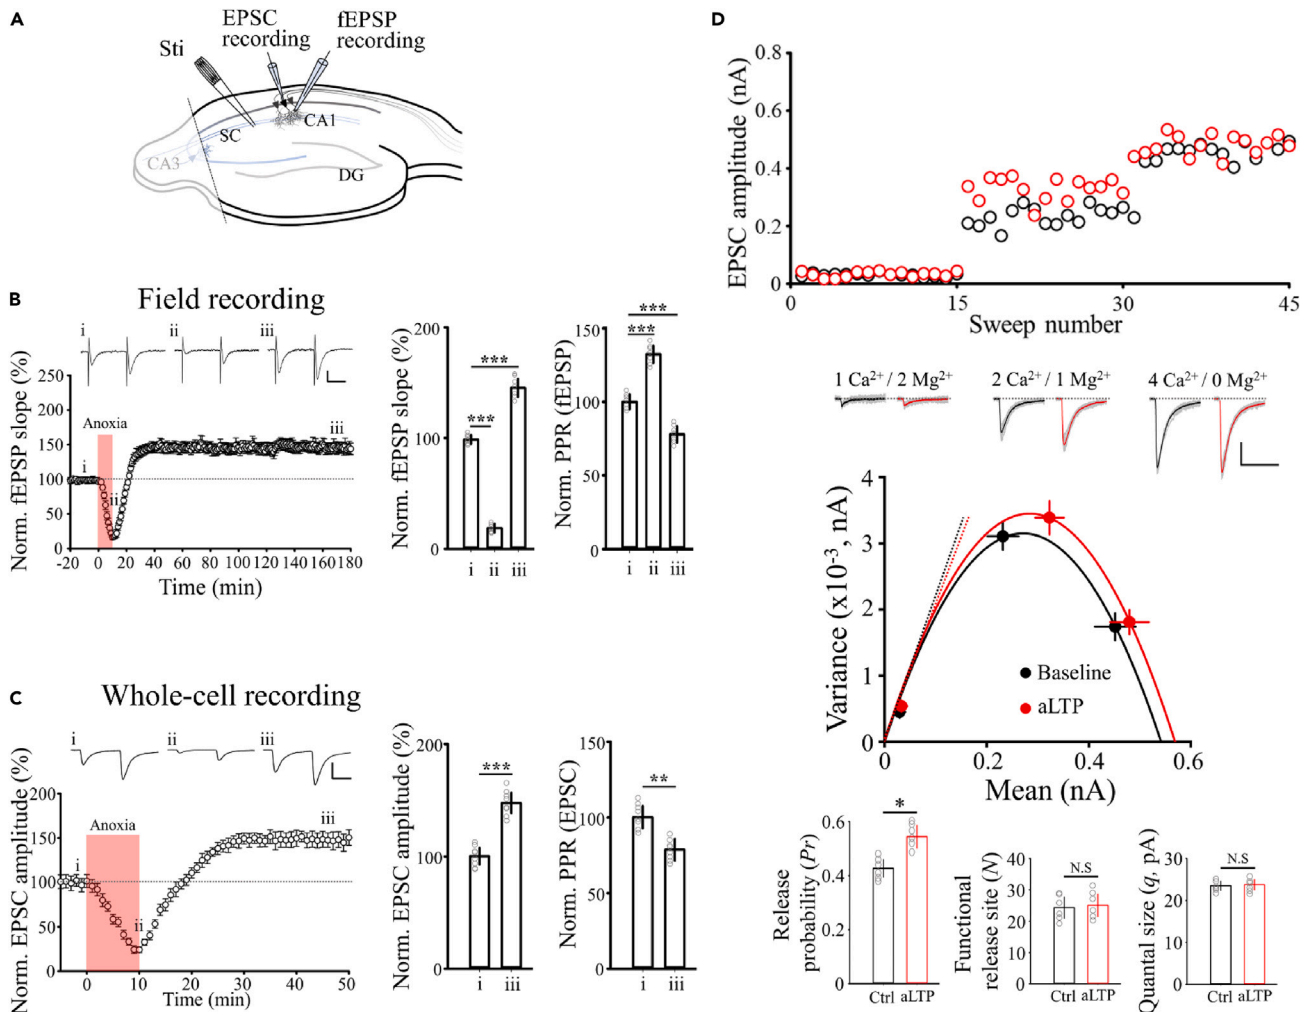 A
Sti
EPSC
recording
fEPSP
recording
SC
CA1
CA3
DG
B
Field recording
i
ii
iii
Norm. fEPSP slope (%)
250
200
150
100
50
0
Anoxia
i
ii
iii
-20 0 20 40 60 80 100 120 140 160 180
Time (min)
Norm. fEPSP slope (%)
200
100
0
***
***
i ii iii
Norm. PPR (fEPSP)
150
100
50
0
***
***
i ii iii
C
Whole-cell recording
i
ii
iii
Norm. EPSC amplitude (%)
200
150
100
50
0
Anoxia
i
ii
iii
0 10 20 30 40 50
Time (min)
Norm. EPSC amplitude (%)
200
100
0
***
i iii
Norm. PPR (EPSC)
150
100
50
0
**
i iii
D
EPSC amplitude (nA)
0.8
0.6
0.4
0.2
0
0 15 30 45
Sweep number
1 Ca²⁺ / 2 Mg²⁺
2 Ca²⁺ / 1 Mg²⁺
4 Ca²⁺ / 0 Mg²⁺
Variance (x10⁻³, nA)
4
3
2
1
0
Baseline
aLTP
0 0.2 0.4 0.6
Mean (nA)
Release
probability (Pr)
0.6
0.4
0.2
0
*
Ctrl aLTP
Functional
release site (N)
40
30
20
10
0
N.S
Ctrl aLTP
Quantal size (q, pA)
30
20
10
0
N.S
Ctrl aLTP